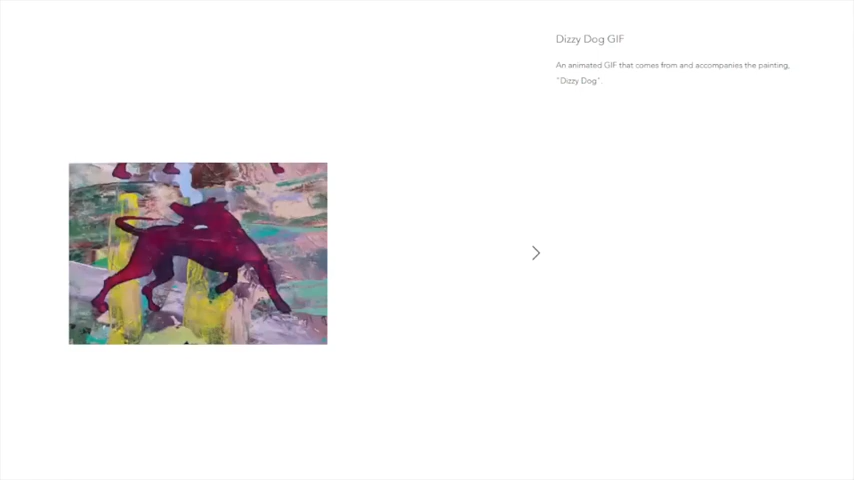 Dizzy Dog GIF
An animated GIF that comes from and accompanies the painting,
"Dizzy Dog".